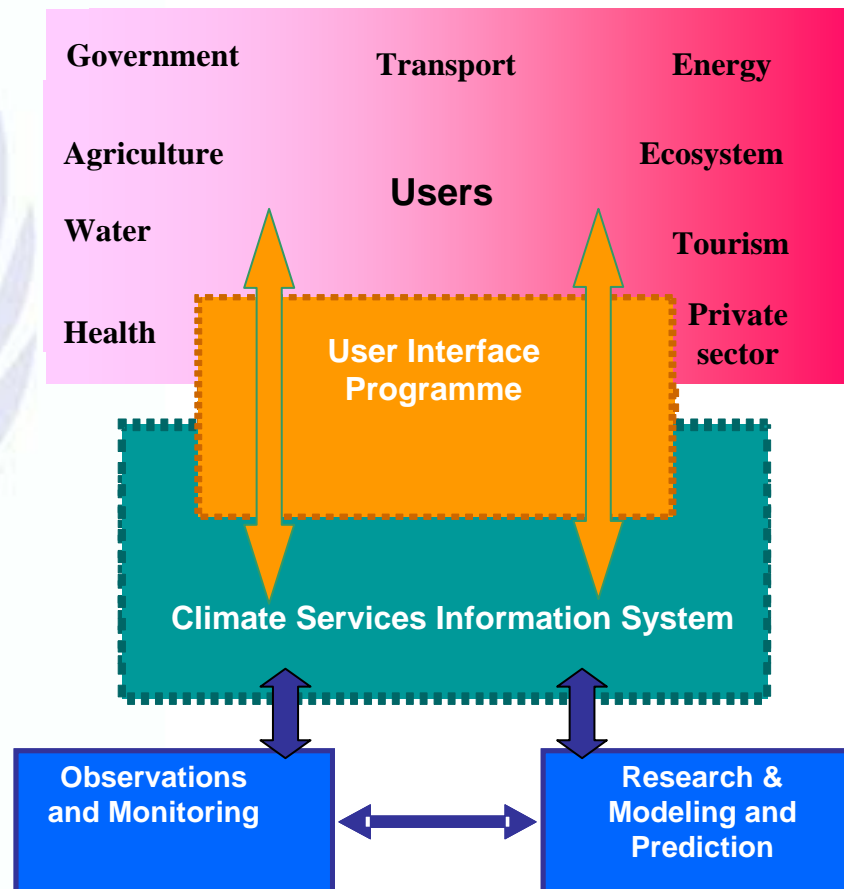 Government
Transport
Energy
Agriculture
Ecosystem
Users
Water
Tourism
Health
Private
sector
User Interface
Programme
Climate Services Information System
Observations
and Monitoring
Research &
Modeling and
Prediction